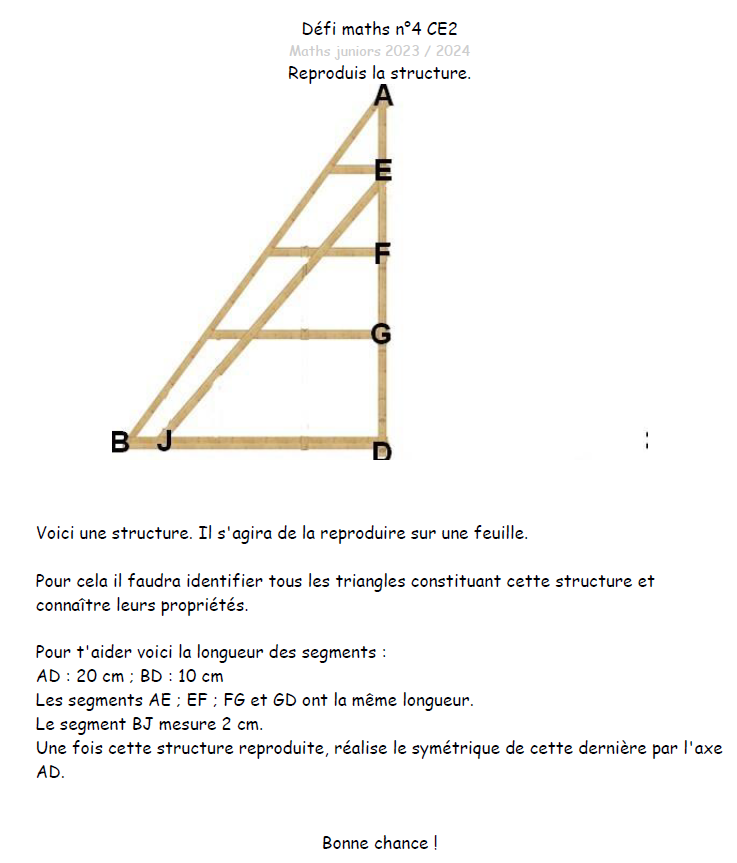 Défi maths n°4 CE2
Maths juniors 2023 / 2024
Reproduis la structure.
A
E
F
G
B J
D
Voici une structure. Il s'agira de la reproduire sur une feuille.
Pour cela il faudra identifier tous les triangles constituant cette structure et
connaître leurs propriétés.
Pour t'aider voici la longueur des segments :
AD : 20 cm ; BD : 10 cm
Les segments AE ; EF ; FG et GD ont la même longueur.
Le segment BJ mesure 2 cm.
Une fois cette structure reproduite, réalise le symétrique de cette dernière par l'axe
AD.
Bonne chance !